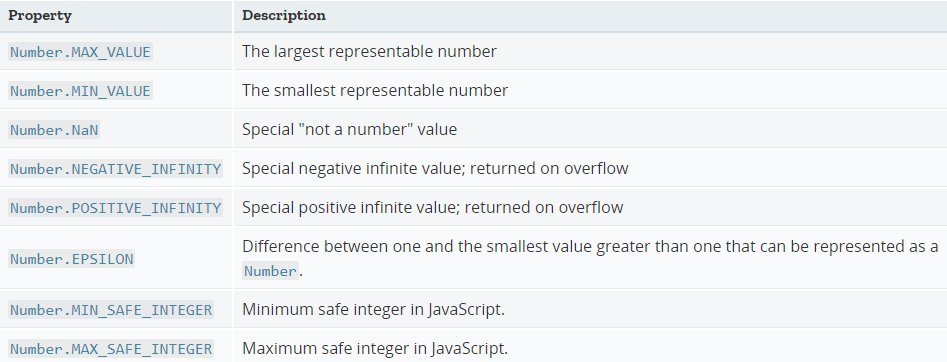 Property Description
Number.MAX_VALUE The largest representable number
Number.MIN_VALUE The smallest representable number
Number.NaN Special "not a number" value
Number.NEGATIVE_INFINITY Special negative infinite value; returned on overflow
Number.POSITIVE_INFINITY Special positive infinite value; returned on overflow
Number.EPSILON Difference between one and the smallest value greater than one that can be represented as a
Number.
Number.MIN_SAFE_INTEGER Minimum safe integer in JavaScript.
Number.MAX_SAFE_INTEGER Maximum safe integer in JavaScript.